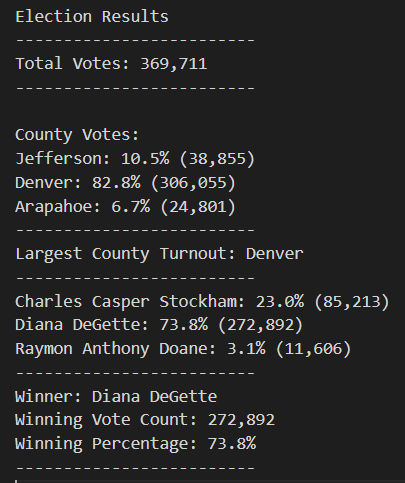 Election Results
-------------------------
Total Votes: 369,711
-------------------------
County Votes:
Jefferson: 10.5% (38,855)
Denver: 82.8% (306,055)
Arapahoe: 6.7% (24,801)
-------------------------
Largest County Turnout: Denver
-------------------------
Charles Casper Stockham: 23.0% (85,213)
Diana DeGette: 73.8% (272,892)
Raymon Anthony Doane: 3.1% (11,606)
-------------------------
Winner: Diana DeGette
Winning Vote Count: 272,892
Winning Percentage: 73.8%
-------------------------